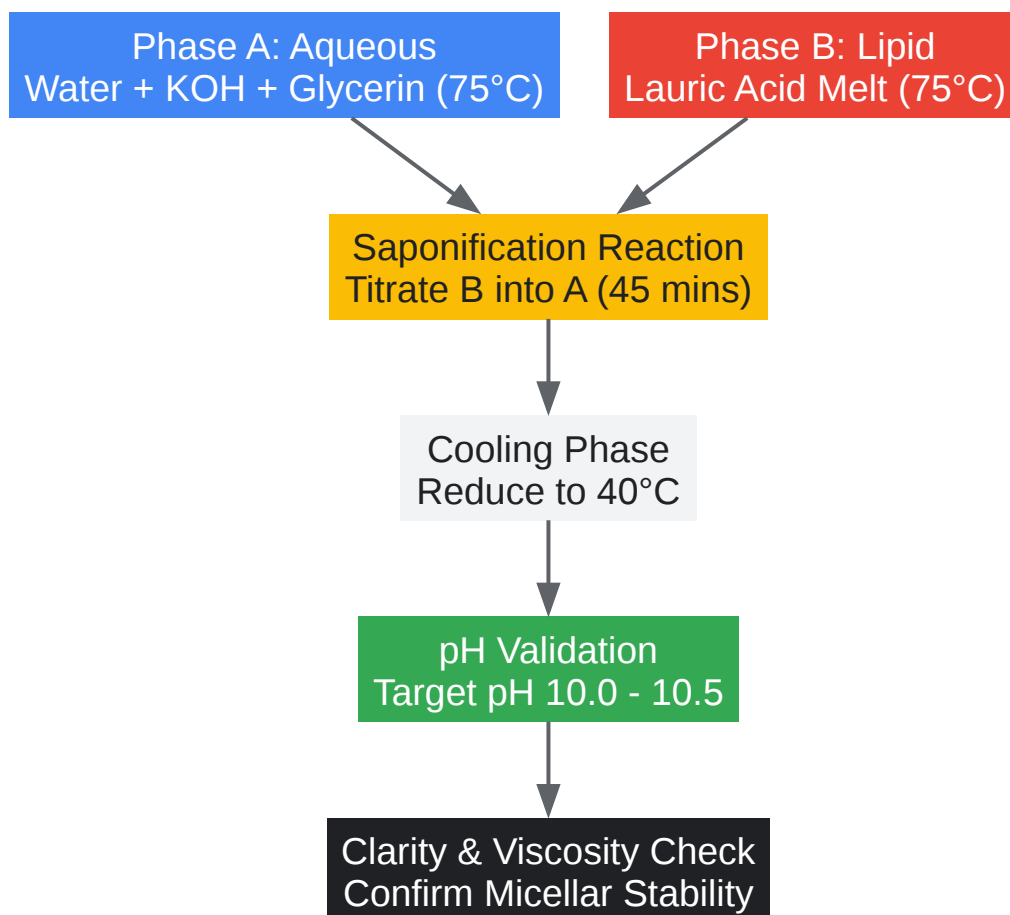 Phase A: Aqueous
Water + KOH + Glycerin (75°C)
Phase B: Lipid
Lauric Acid Melt (75°C)
Saponification Reaction
Titrate B into A (45 mins)
Cooling Phase
Reduce to 40°C
pH Validation
Target pH 10.0 - 10.5
Clarity & Viscosity Check
Confirm Micellar Stability